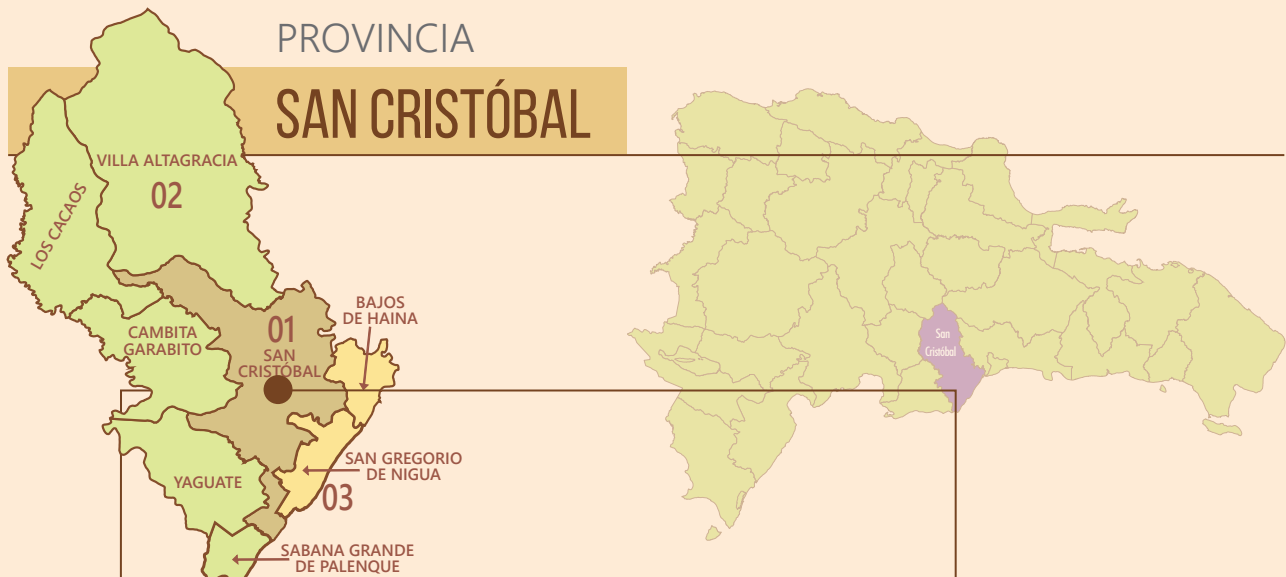 PROVINCIA
SAN CRISTÓBAL
VILLA ALTAGRACIA
02
LOS CACAOS
BAJOS
DE HAINA
01
SAN
CRISTÓBAL
CAMBITA
GARABITO
San
Cristóbal
SAN GREGORIO
DE NIGUA
03
YAGUATE
SABANA GRANDE
DE PALENQUE